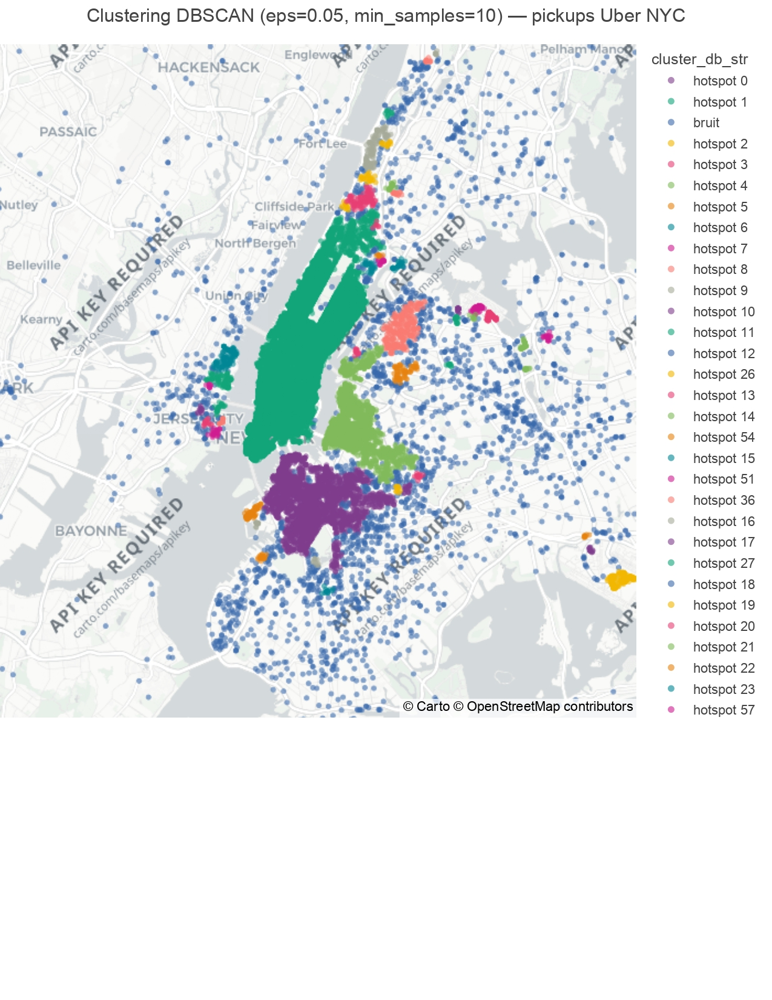 Clustering DBSCAN (eps=0.05, min_samples=10) — pickups Uber NYC
cluster_db_str
hotspot 0
hotspot 1
bruit
hotspot 2
hotspot 3
hotspot 4
hotspot 5
hotspot 6
hotspot 7
hotspot 8
hotspot 9
hotspot 10
hotspot 11
hotspot 12
hotspot 26
hotspot 13
hotspot 14
hotspot 54
hotspot 15
hotspot 51
hotspot 36
hotspot 16
hotspot 17
hotspot 27
hotspot 18
hotspot 19
hotspot 20
hotspot 21
hotspot 22
hotspot 23
hotspot 57
Englewood
Pelham Mano
HACKENSACK
PASSAIC
Fort Lee
Nutley
Cliffside Park
Fairview
North Bergen
Belleville
Union City
Kearny
ARK
JERSEY CITY
NEW
BAYONNE
API KEY REQUIRED
carto.com/basemaps/apikey
API KEY REQUIRED
maps/apikey
API KEY REQUIRED
carto.com/basemaps/apikey
API KEY REQUIRED
carto.com/basemaps/apikey
© Carto © OpenStreetMap contributors